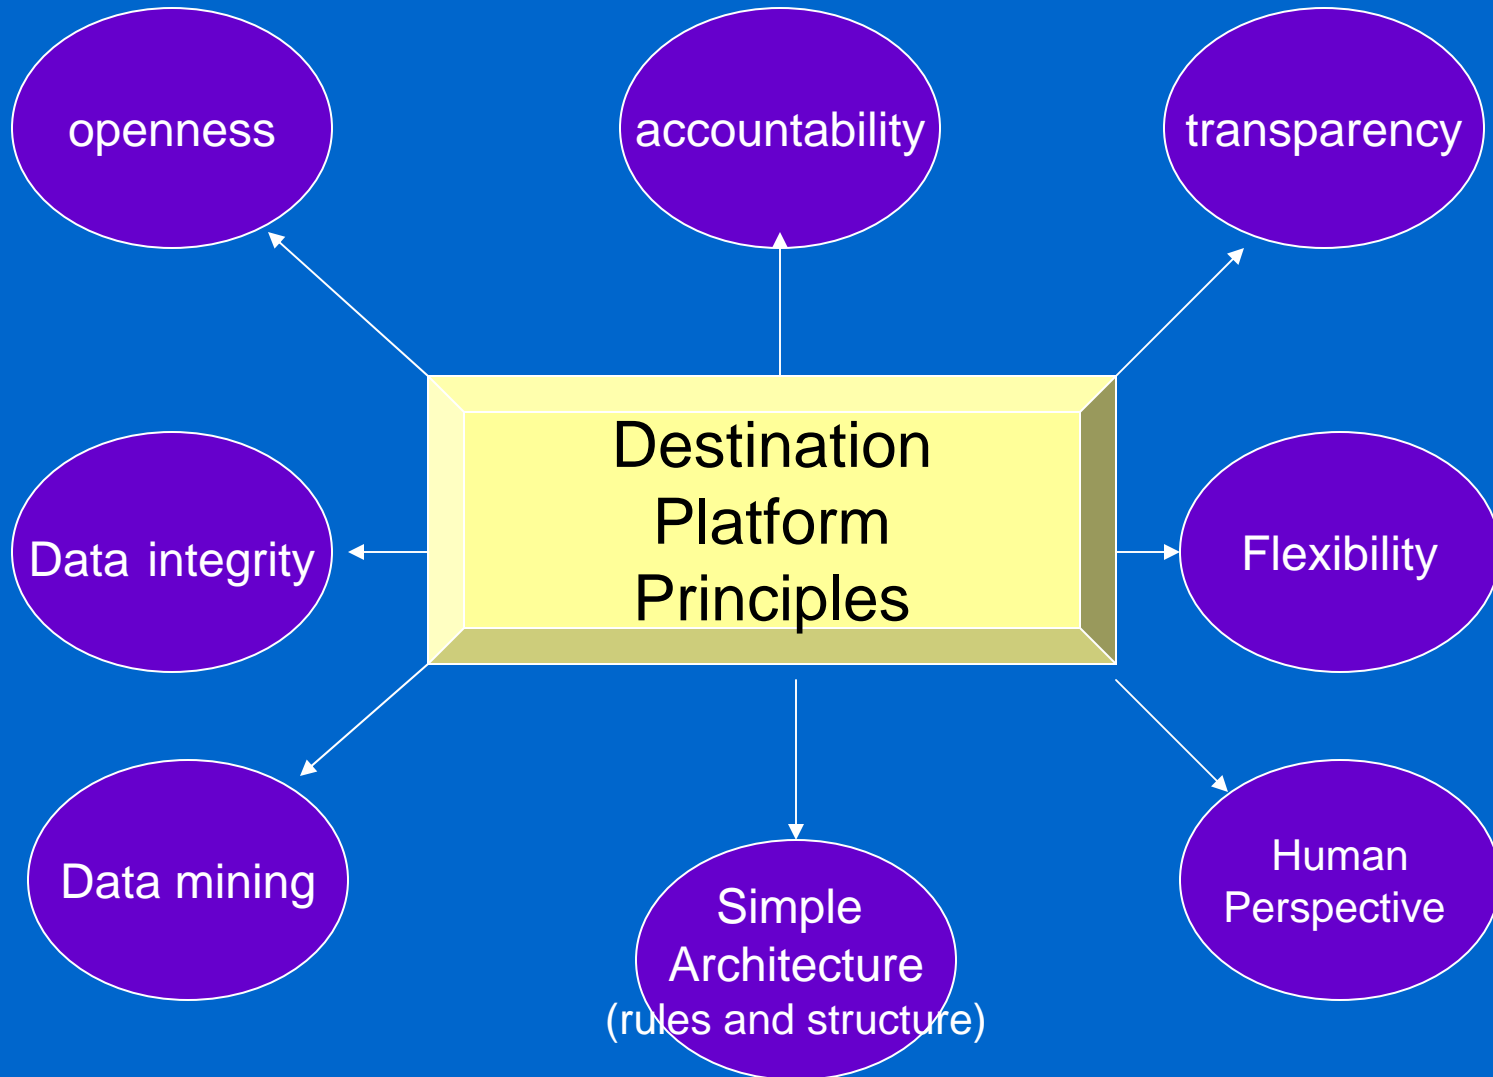 openness
accountability
transparency
Destination
Platform
Principles
Data integrity
Flexibility
Data mining
Simple
Architecture
(rules and structure)
Human
Perspective